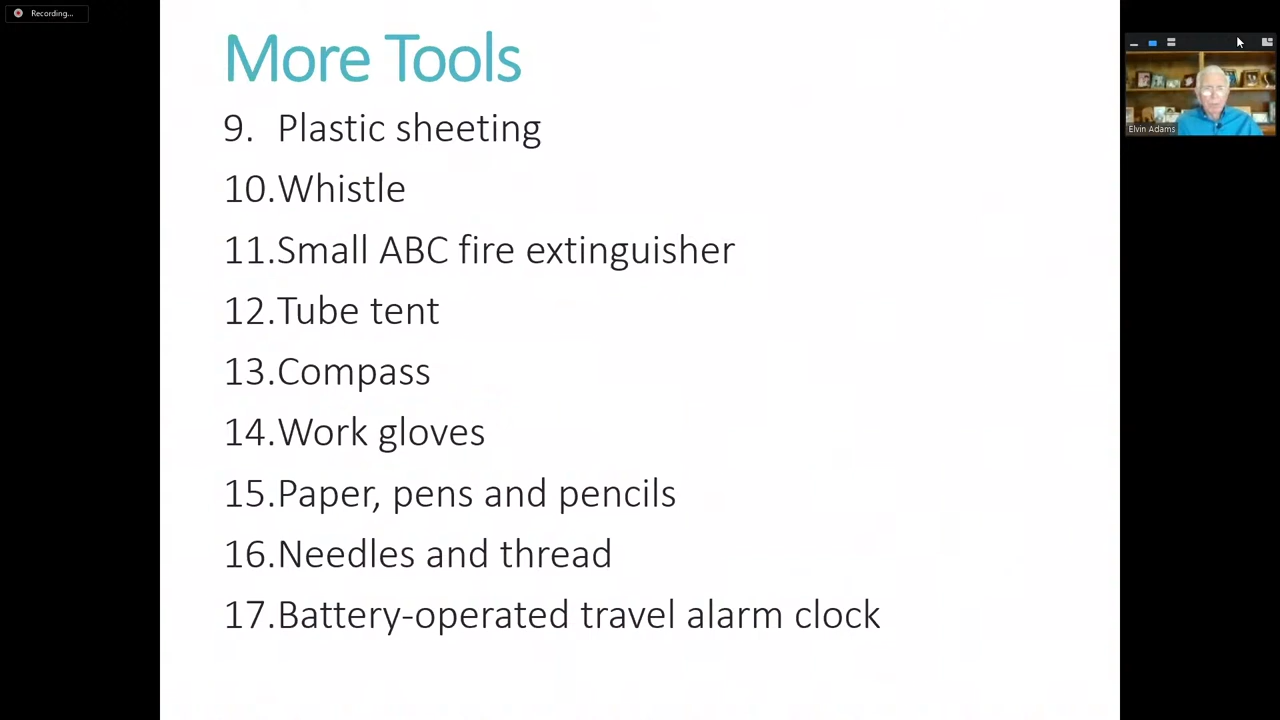 Recording...
More Tools
9. Plastic sheeting
10.Whistle
11.Small ABC fire extinguisher
12.Tube tent
13.Compass
14.Work gloves
15.Paper, pens and pencils
16.Needles and thread
17.Battery-operated travel alarm clock
Elvin Adams